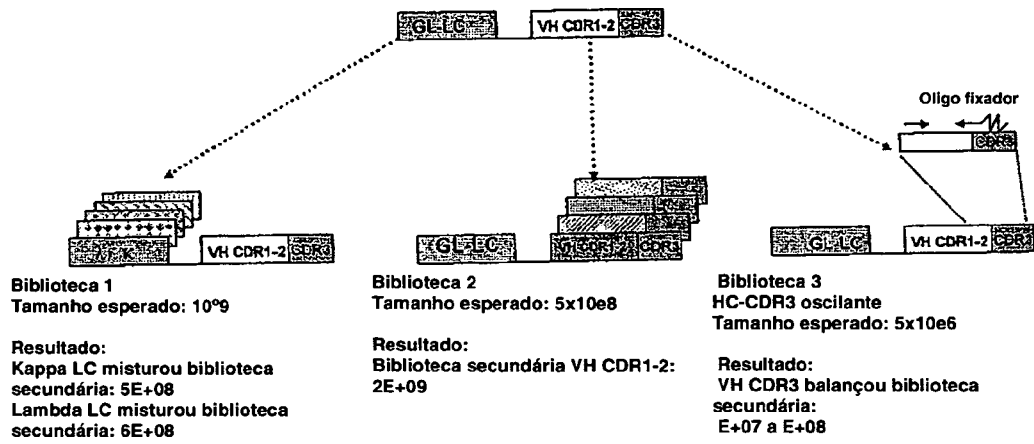 GL-LC
VH CDR1-2
CDR3
Oligo fixador
CDR3
VH CDR1-2
CDR3
GL-LC
VH CDR1-2
CDR3
GL-LC
VH CDR1-2
CDR3
Biblioteca 1
Tamanho esperado: 10º9
Resultado:
Kappa LC misturou biblioteca
secundária: 5E+08
Lambda LC misturou biblioteca
secundária: 6E+08
Biblioteca 2
Tamanho esperado: 5x10e8
Resultado:
Biblioteca secundária VH CDR1-2:
2E+09
Biblioteca 3
HC-CDR3 oscilante
Tamanho esperado: 5x10e6
Resultado:
VH CDR3 balançou biblioteca
secundária:
E+07 a E+08